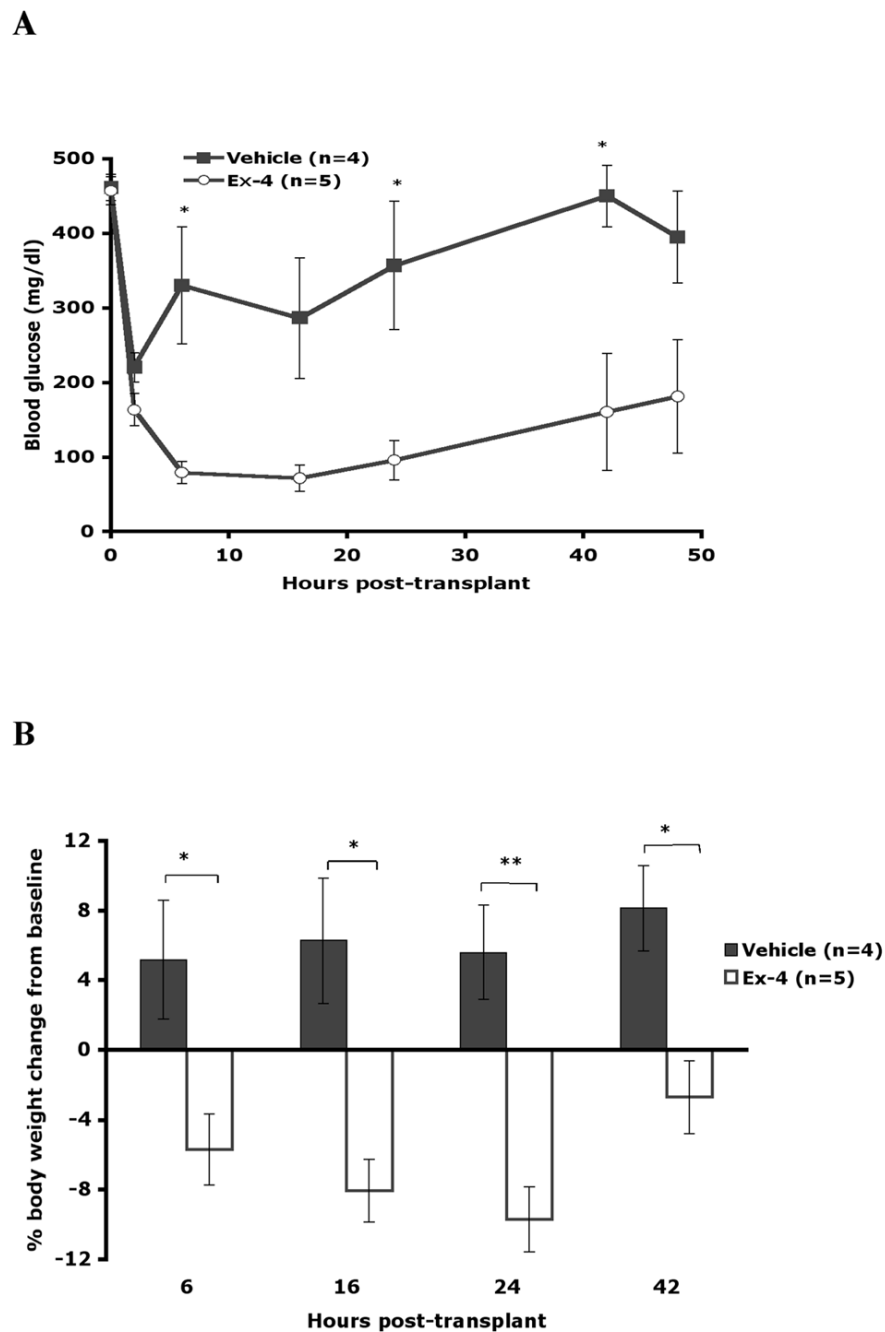 A
Vehicle (n=4)
Ex-4 (n=5)
*
*
*
500
400
300
200
100
0
Blood glucose (mg/dl)
0 10 20 30 40 50
Hours post-transplant
B
12
8
4
0
-4
-8
-12
% body weight change from baseline
* * ** *
Vehicle (n=4)
Ex-4 (n=5)
6 16 24 42
Hours post-transplant